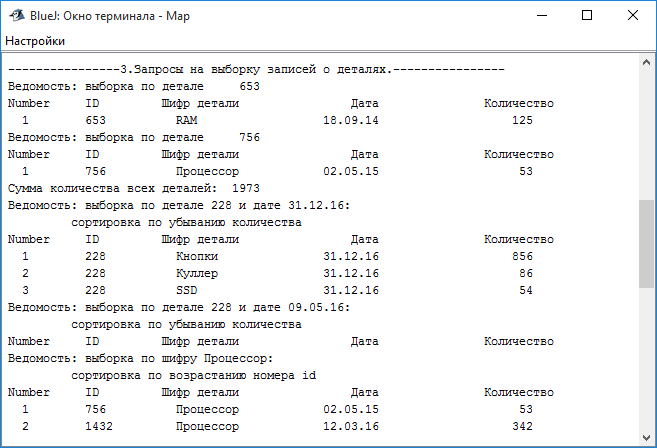 BlueJ: Окно терминала - Map
Настройки
----------------3.Запросы на выборку записей о деталях.----------------
Ведомость: выборка по детале     653
Number     ID         Шифр детали                Дата               Количество
  1        653          RAM                  18.09.14                   125
Ведомость: выборка по детале     756
Number     ID         Шифр детали                Дата               Количество
  1        756          Процессор            02.05.15                    53
Сумма количества всех деталей:  1973
Ведомость: выборка по детале 228 и дате 31.12.16:
         сортировка по убыванию количества
Number     ID         Шифр детали                Дата               Количество
  1        228          Кнопки               31.12.16                   856
  2        228          Куллер               31.12.16                    86
  3        228          SSD                  31.12.16                    54
Ведомость: выборка по детале 228 и дате 09.05.16:
         сортировка по убыванию количества
Number     ID         Шифр детали                Дата               Количество
Ведомость: выборка по шифру Процессор:
         сортировка по возрастанию номера id
Number     ID         Шифр детали                Дата               Количество
  1        756          Процессор            02.05.15                    53
  2        1432         Процессор            12.03.16                   342